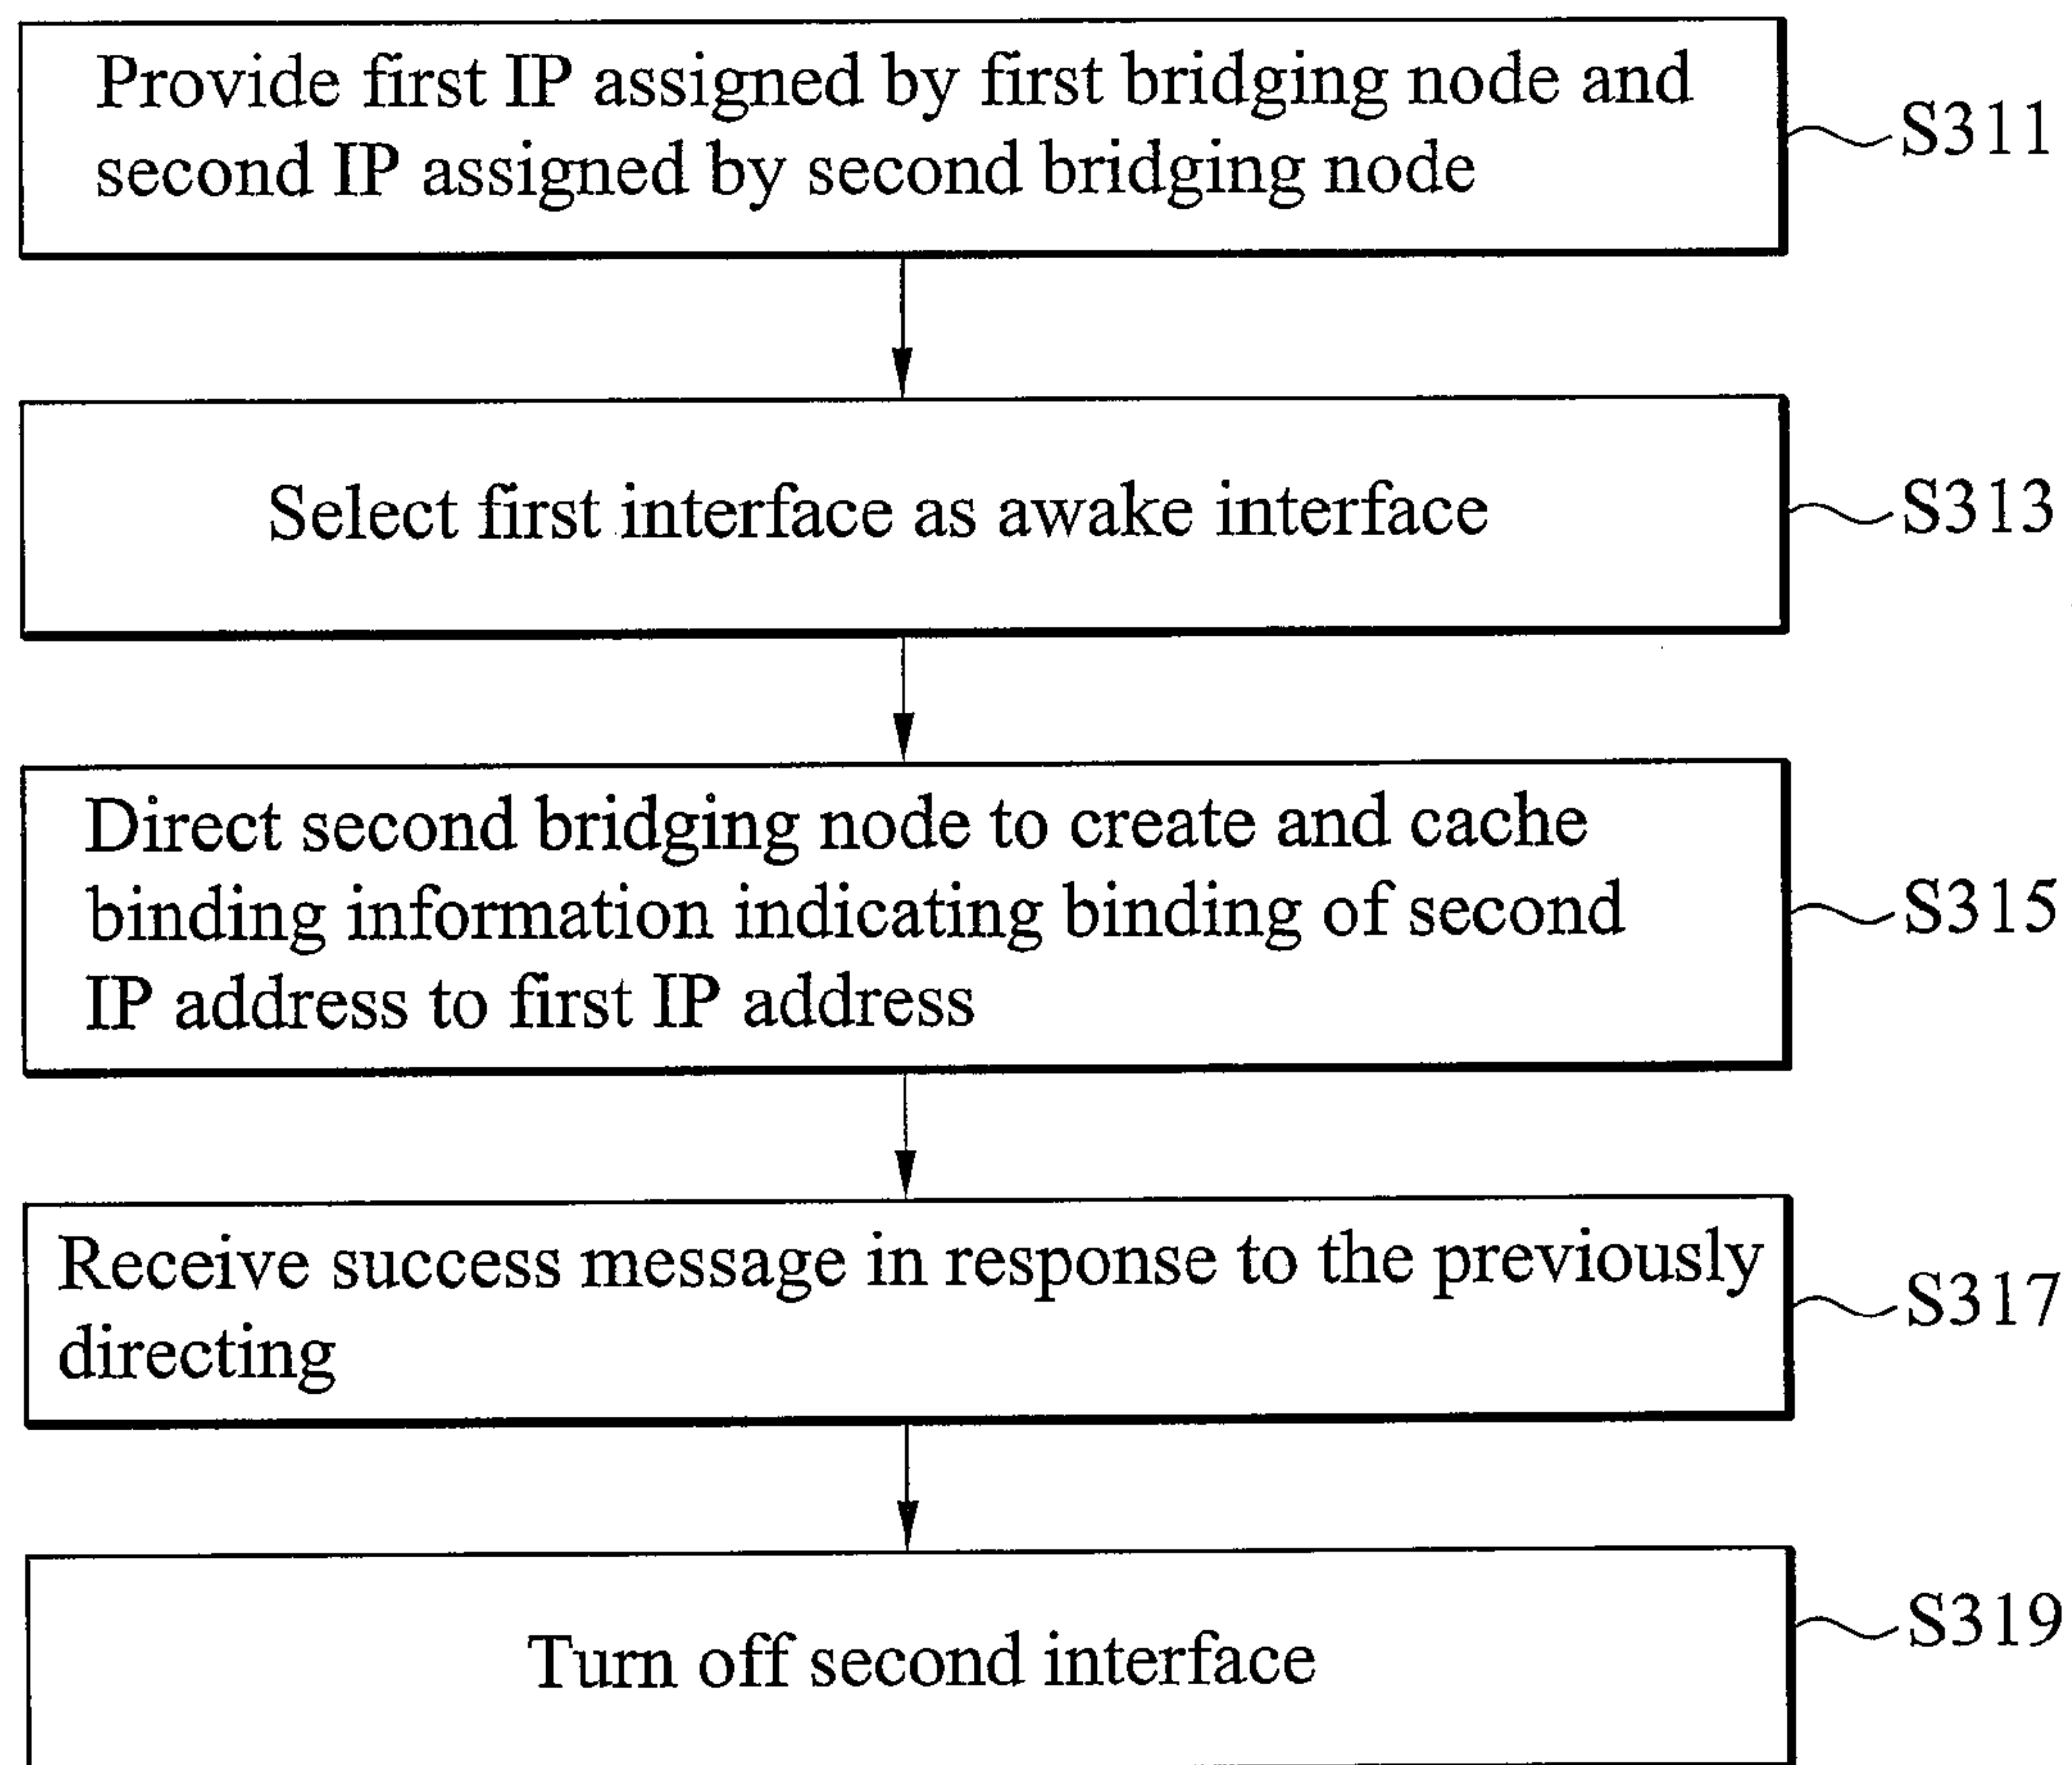 Provide first IP assigned by first bridging node and
second IP assigned by second bridging node
S311
Select first interface as awake interface
S313
Direct second bridging node to create and cache
binding information indicating binding of second
IP address to first IP address
S315
Receive success message in response to the previously
directing
S317
Turn off second interface
S319